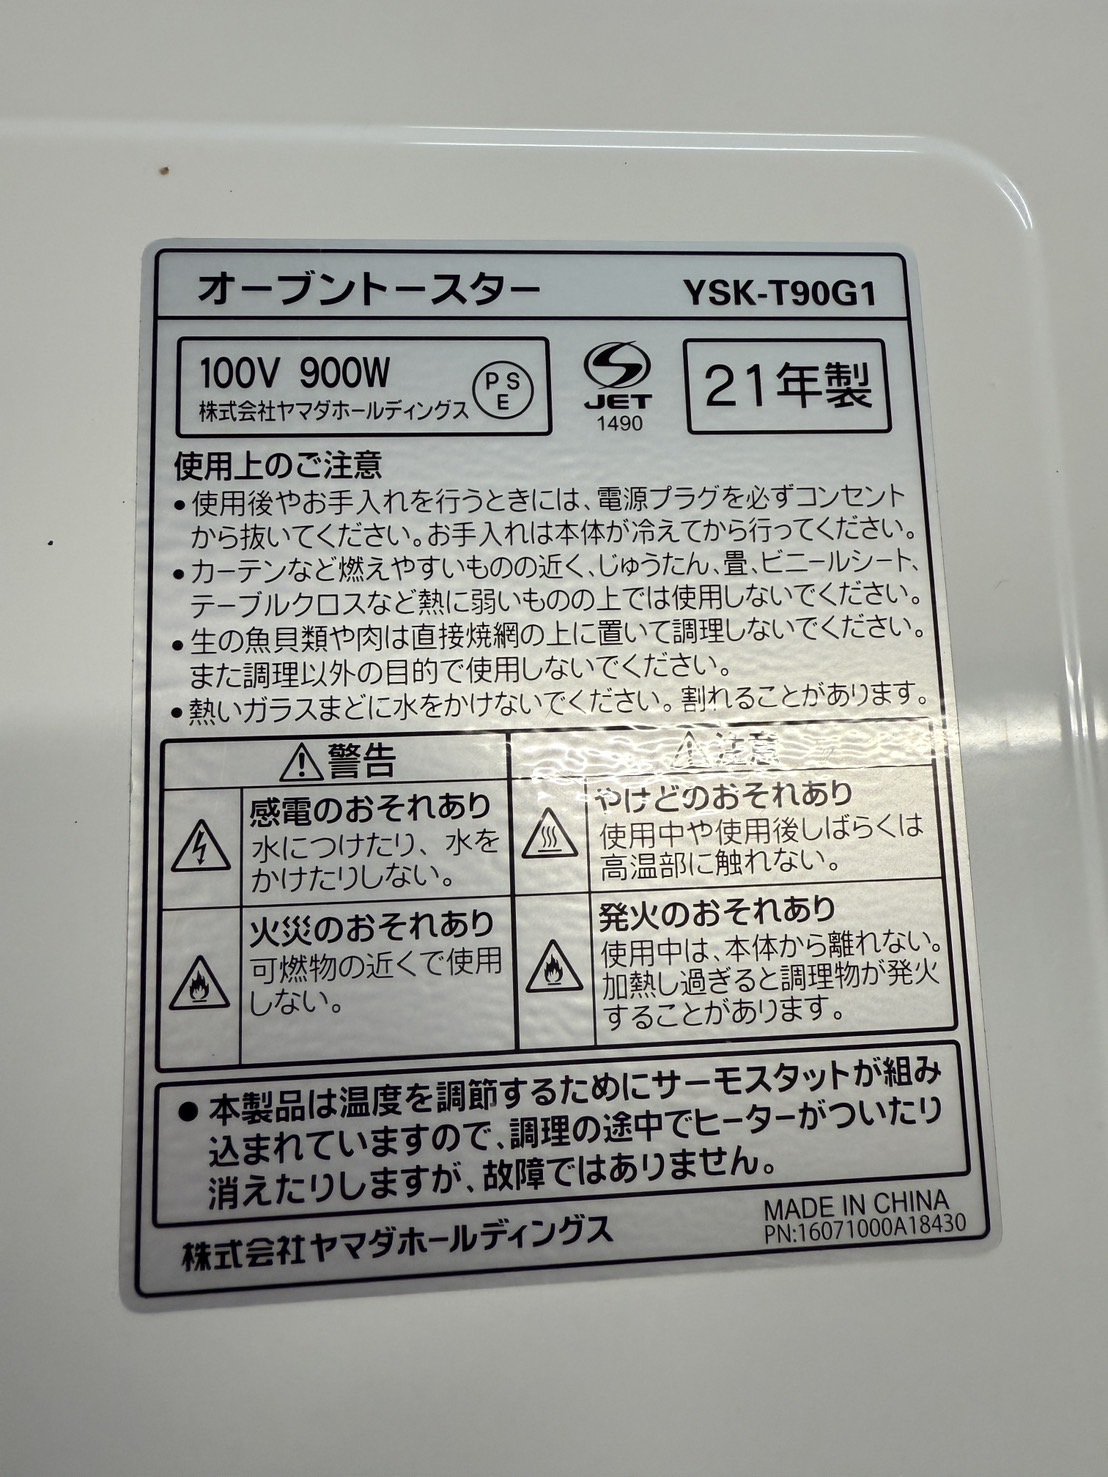 オーブントースター YSK-T90G1
100V 900W
株式会社ヤマダホールディングス
PSE
JET
1490
21年製
使用上のご注意
●使用後やお手入れを行うときには、電源プラグを必ずコンセント
から抜いてください。お手入れは本体が冷えてから行ってください。
●カーテンなど燃えやすいものの近く、じゅうたん、畳、ビニールシート、
テーブルクロスなど熱に弱いものの上では使用しないでください。
●生の魚貝類や肉は直接焼網の上に置いて調理しないでください。
また調理以外の目的で使用しないでください。
●熱いガラスまどに水をかけないでください。割れることがあります。
⚠警告
感電のおそれあり
水につけたり、水を
かけたりしない。
火災のおそれあり
可燃物の近くで使用
しない。
⚠注意
やけどのおそれあり
使用中や使用後しばらくは
高温部に触れない。
発火のおそれあり
使用中は、本体から離れない。
加熱し過ぎると調理物が発火
することがあります。
●本製品は温度を調節するためにサーモスタットが組み
込まれていますので、調理の途中でヒーターがついたり
消えたりしますが、故障ではありません。
株式会社ヤマダホールディングス
MADE IN CHINA
PN:16071000A18430